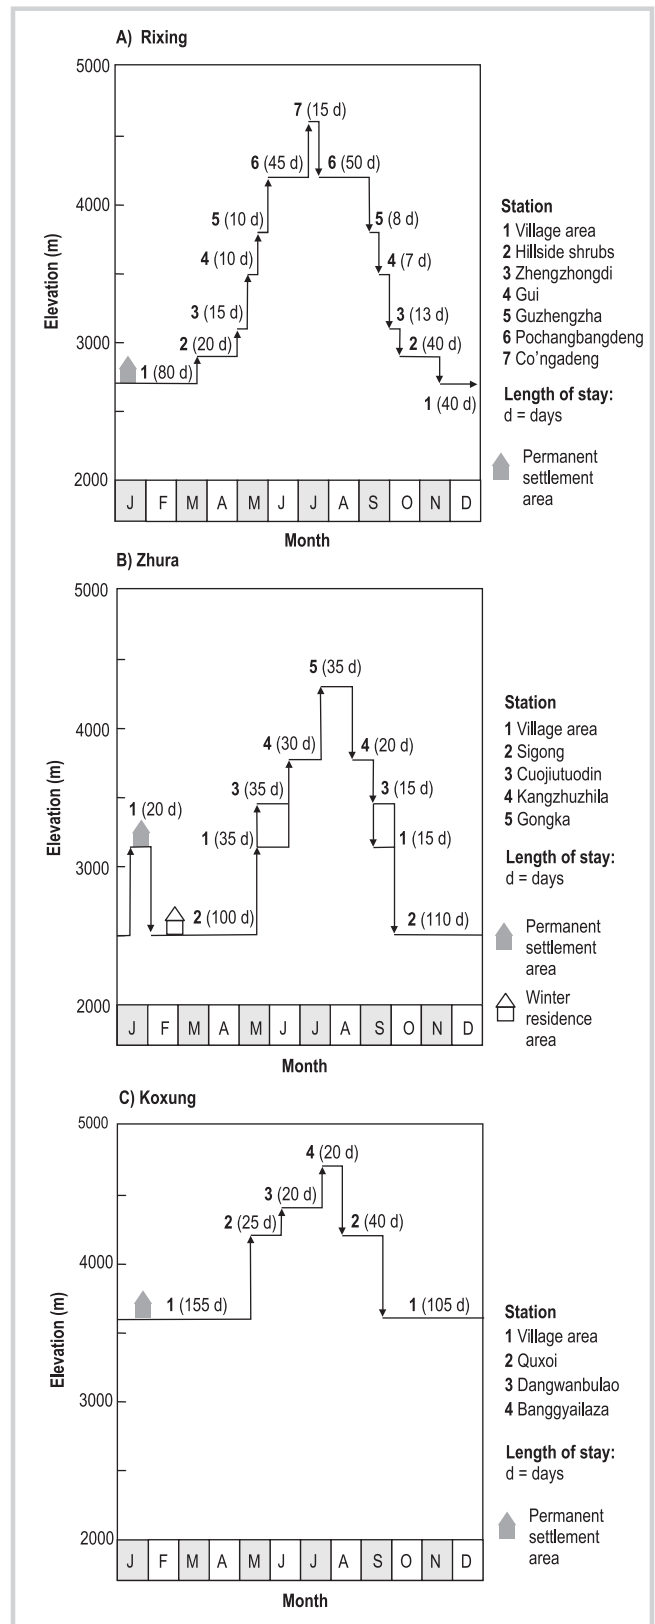 A) Rixing
5000
7 (15 d)
6 (45 d) 6 (50 d)
4000
5 (10 d) 5 (8 d)
4 (10 d) 4 (7 d)
3 (15 d) 3 (13 d)
3000
2 (20 d) 2 (40 d)
1 (80 d)
1 (40 d)
2000
Elevation (m)
J F M A M J J A S O N D
Month
Station
1 Village area
2 Hillside shrubs
3 Zhengzhongdi
4 Gui
5 Guzhengzha
6 Pochangbangdeng
7 Co'ngadeng
Length of stay:
d = days
Permanent
settlement
area
B) Zhura
5000
5 (35 d)
4000
4 (30 d) 4 (20 d)
3 (35 d) 3 (15 d)
1 (20 d)
1 (35 d) 1 (15 d)
3000
2 (100 d) 2 (110 d)
2000
Elevation (m)
J F M A M J J A S O N D
Month
Station
1 Village area
2 Sigong
3 Cuojiutuodin
4 Kangzhuzhila
5 Gongka
Length of stay:
d = days
Permanent
settlement
area
Winter
residence
area
C) Koxung
5000
4 (20 d)
3 (20 d)
2 (25 d) 2 (40 d)
4000
1 (155 d) 1 (105 d)
3000
2000
Elevation (m)
J F M A M J J A S O N D
Month
Station
1 Village area
2 Quxoi
3 Dangwanbulao
4 Banggyailaza
Length of stay:
d = days
Permanent
settlement
area